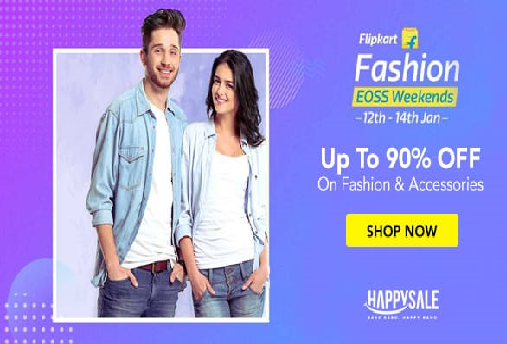 Flipkart
Fashion
EOSS Weekends
–12th - 14th Jan–
Up To 90% OFF
On Fashion & Accessories
SHOP NOW
HAPPYSALE